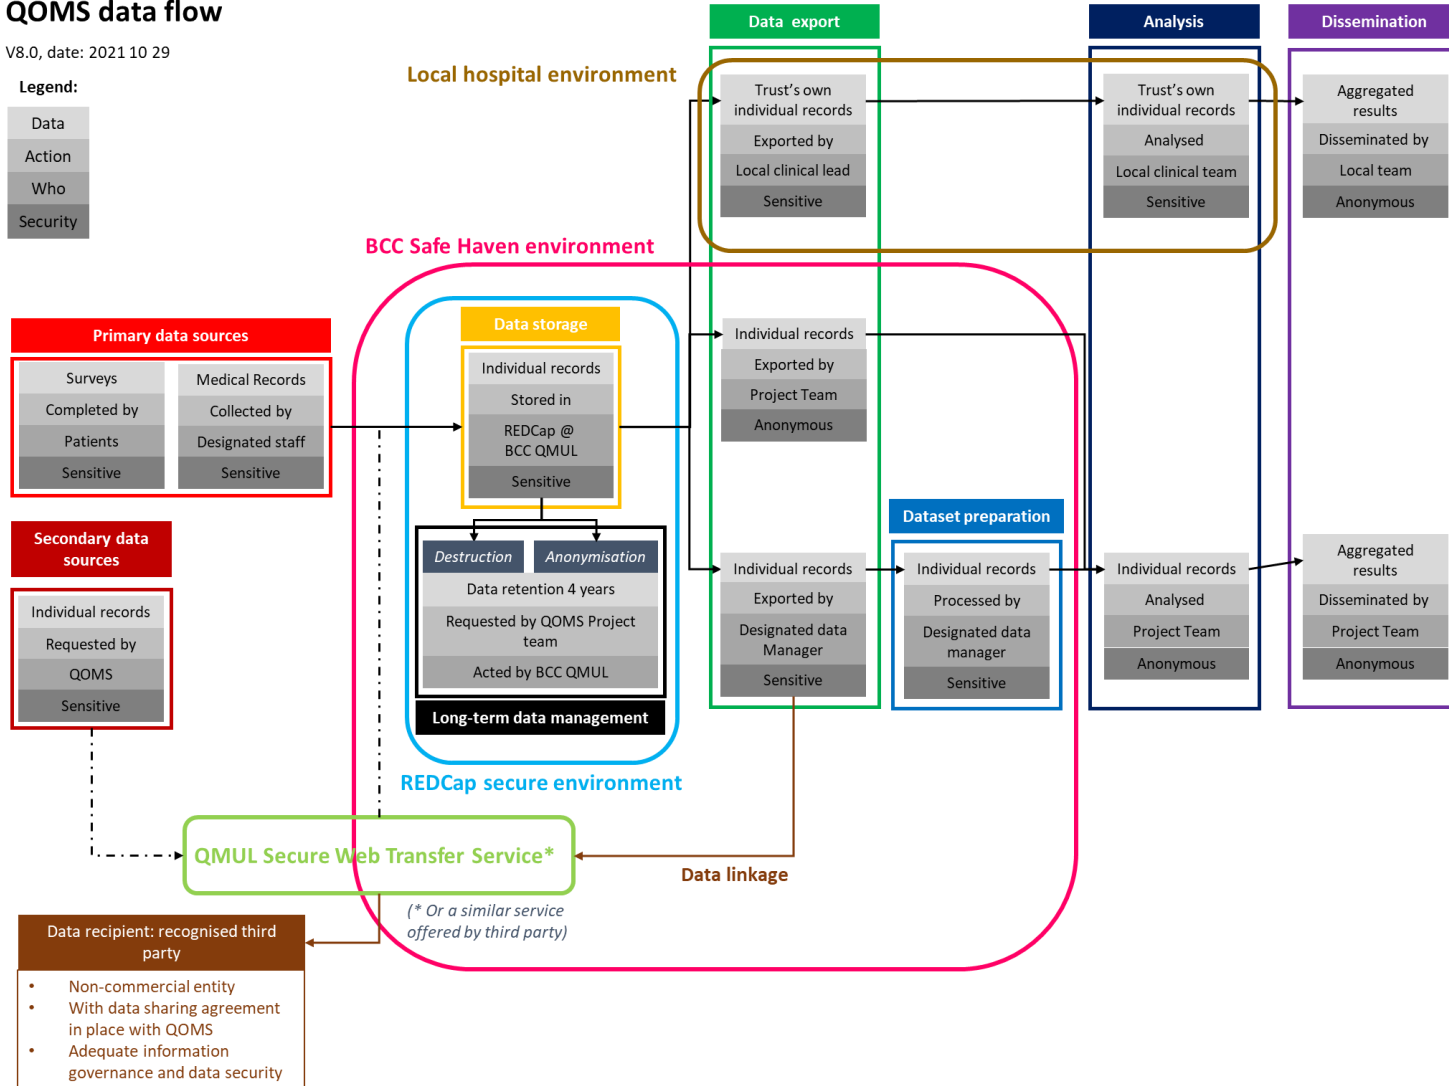 QOMS data flow
V8.0, date: 2021 10 29
Legend:
Data
Action
Who
Security
Data export
Analysis
Dissemination
Local hospital environment
Trust's own
individual records
Exported by
Local clinical lead
Sensitive
Trust's own
individual records
Analysed
Local clinical team
Sensitive
Aggregated
results
Disseminated by
Local team
Anonymous
BCC Safe Haven environment
Primary data sources
Surveys
Completed by
Patients
Sensitive
Medical Records
Collected by
Designated staff
Sensitive
Data storage
Individual records
Stored in
REDCap @
BCC QMUL
Sensitive
Individual records
Exported by
Project Team
Anonymous
Secondary data
sources
Individual records
Requested by
QOMS
Sensitive
Destruction
Anonymisation
Data retention 4 years
Requested by QOMS Project
team
Acted by BCC QMUL
Long-term data management
REDCap secure environment
Individual records
Exported by
Designated data
Manager
Sensitive
Dataset preparation
Individual records
Processed by
Designated data
manager
Sensitive
Individual records
Analysed
Project Team
Anonymous
Aggregated
results
Disseminated by
Project Team
Anonymous
QMUL Secure Web Transfer Service*
Data linkage
(* Or a similar service
offered by third party)
Data recipient: recognised third
party
• Non-commercial entity
• With data sharing agreement
in place with QOMS
• Adequate information
governance and data security